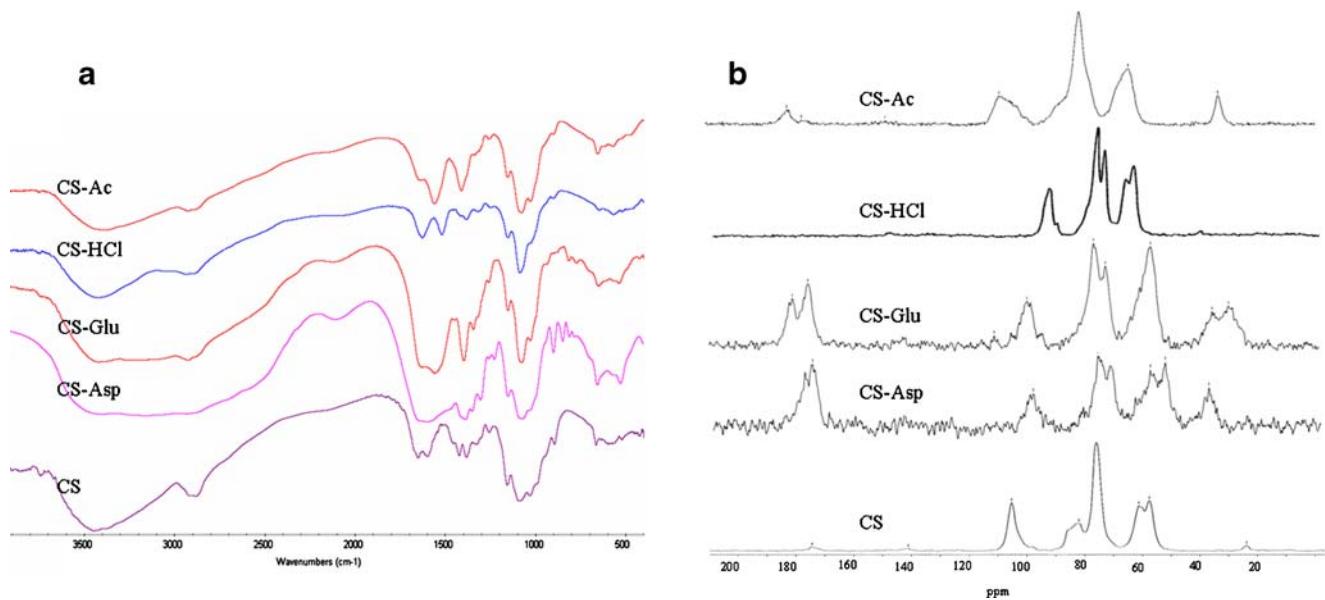 a
CS-Ac
CS-HCl
CS-Glu
CS-Asp
CS
3500 3000 2500 2000 1500 1000 500
Wavenumbers (cm-1)
b
CS-Ac
CS-HCl
CS-Glu
CS-Asp
CS
200 180 160 140 120 100 80 60 40 20
ppm